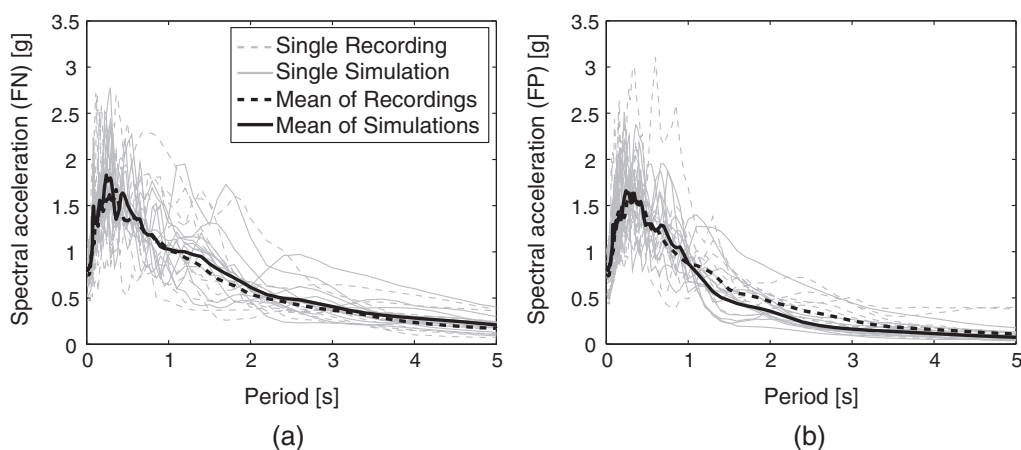 Spectral acceleration (FN) [g]
3.5
3
2.5
2
1.5
1
0.5
0
Single Recording
Single Simulation
Mean of Recordings
Mean of Simulations
0 1 2 3 4 5
Period [s]
(a)
Spectral acceleration (FP) [g]
3.5
3
2.5
2
1.5
1
0.5
0
0 1 2 3 4 5
Period [s]
(b)